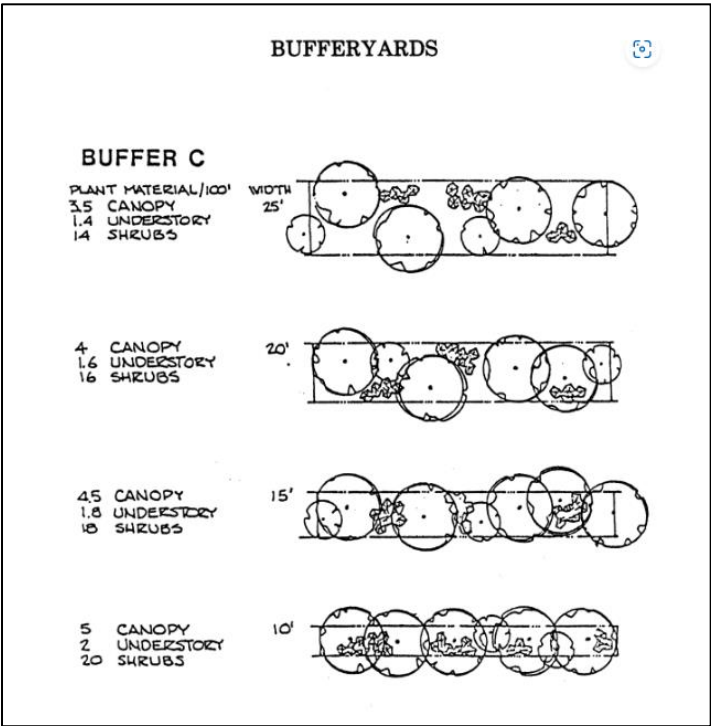 BUFFERYARDS
BUFFER C
PLANT MATERIAL/100' WIDTH
3.5 CANOPY 25'
1.4 UNDERSTORY
14 SHRUBS
4 CANOPY 20'
1.6 UNDERSTORY
16 SHRUBS
4.5 CANOPY 15'
1.8 UNDERSTORY
18 SHRUBS
5 CANOPY 10'
2 UNDERSTORY
20 SHRUBS